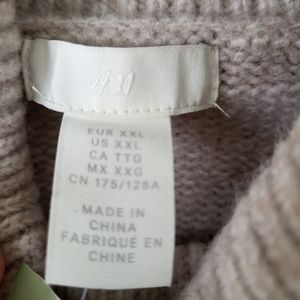 H&M
EUR XXL
US XXL
CA TTG
MX XXG
CN 175/128A
MADE IN
CHINA
FABRIQUÉ EN
CHINE